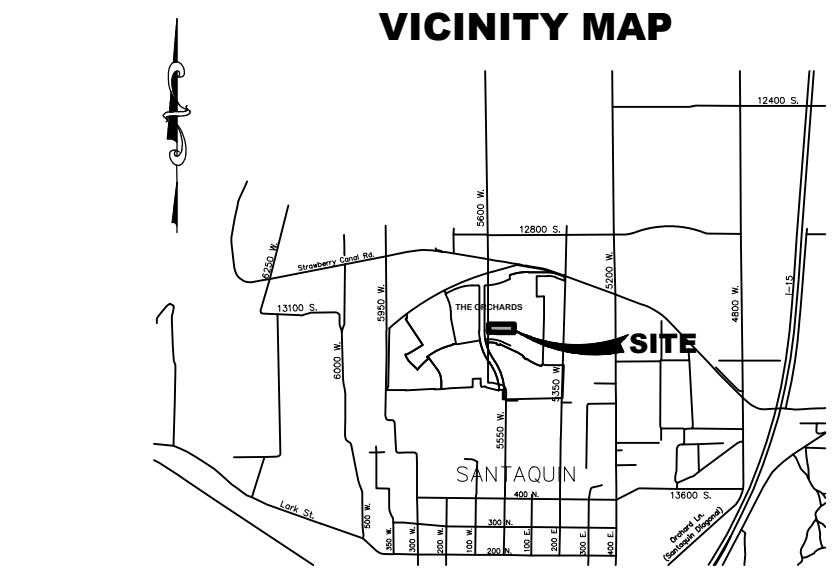 VICINITY MAP
12400 S.
5600 W.
12800 S.
6250 W.
Strawberry Canal Rd.
5200 W.
I-15
5950 W.
4800 W.
13100 S.
THE ORCHARDS
SITE
6000 W.
5350 W.
5550 W.
SANTAQUIN
400 N.
13600 S.
Lark St.
500 W.
300 N.
Orchard Ln.
(Santaquin Diagonal)
350 W.
300 W.
200 W.
100 W.
100 E.
200 E.
300 E.
400 E.
200 N.